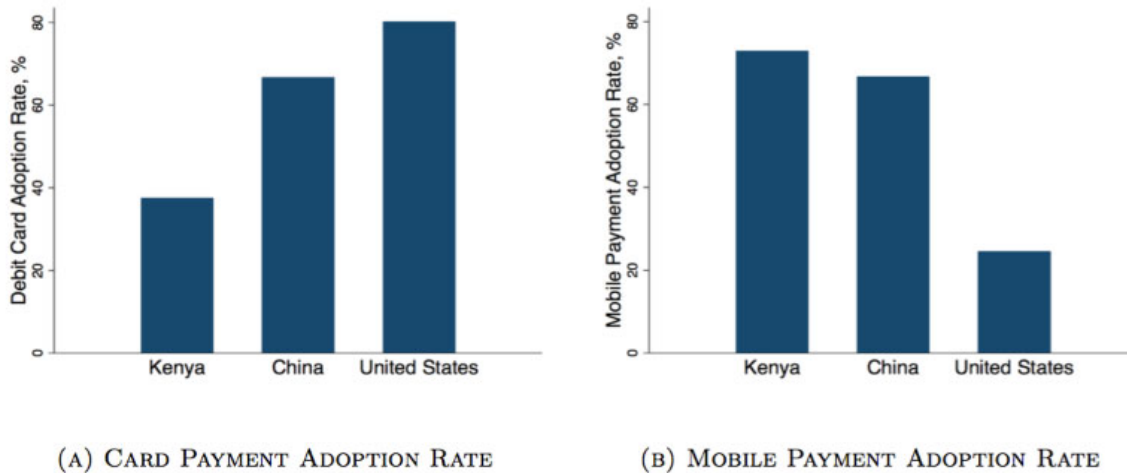 Debit Card Adoption Rate, %
80
60
40
20
0
Kenya China United States
(A) CARD PAYMENT ADOPTION RATE
Mobile Payment Adoption Rate, %
80
60
40
20
0
Kenya China United States
(B) MOBILE PAYMENT ADOPTION RATE